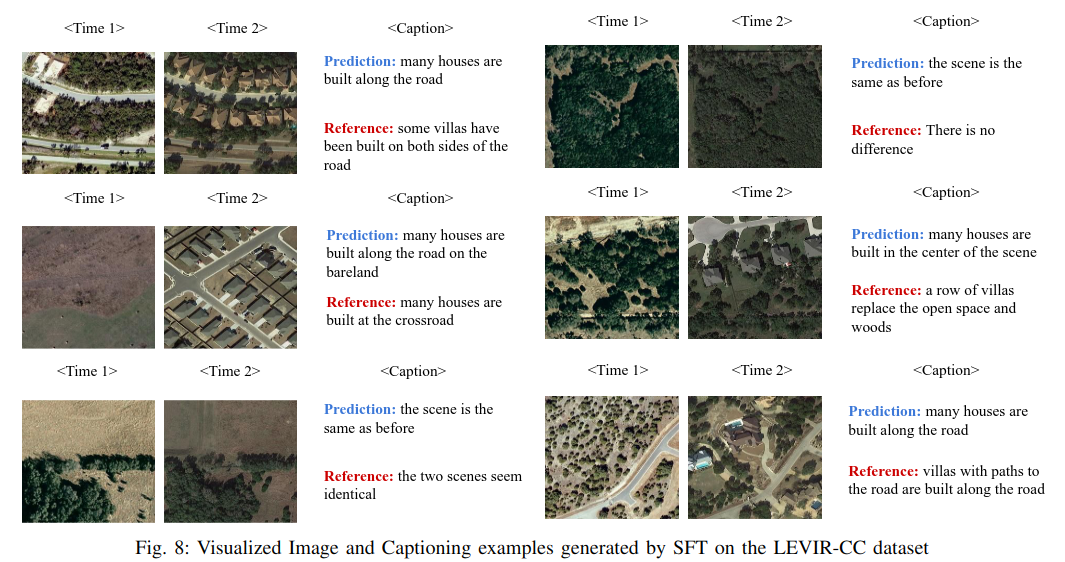 <Time 1> <Time 2> <Caption>
Prediction: many houses are
built along the road
Reference: some villas have
been built on both sides of the
road
<Time 1> <Time 2> <Caption>
Prediction: the scene is the
same as before
Reference: There is no
difference
<Time 1> <Time 2> <Caption>
Prediction: many houses are
built along the road on the
bareland
Reference: many houses are
built at the crossroad
<Time 1> <Time 2> <Caption>
Prediction: many houses are
built in the center of the scene
Reference: a row of villas
replace the open space and
woods
<Time 1> <Time 2> <Caption>
Prediction: the scene is the
same as before
Reference: the two scenes seem
identical
<Time 1> <Time 2> <Caption>
Prediction: many houses are
built along the road
Reference: villas with paths to
the road are built along the road
Fig. 8: Visualized Image and Captioning examples generated by SFT on the LEVIR-CC dataset